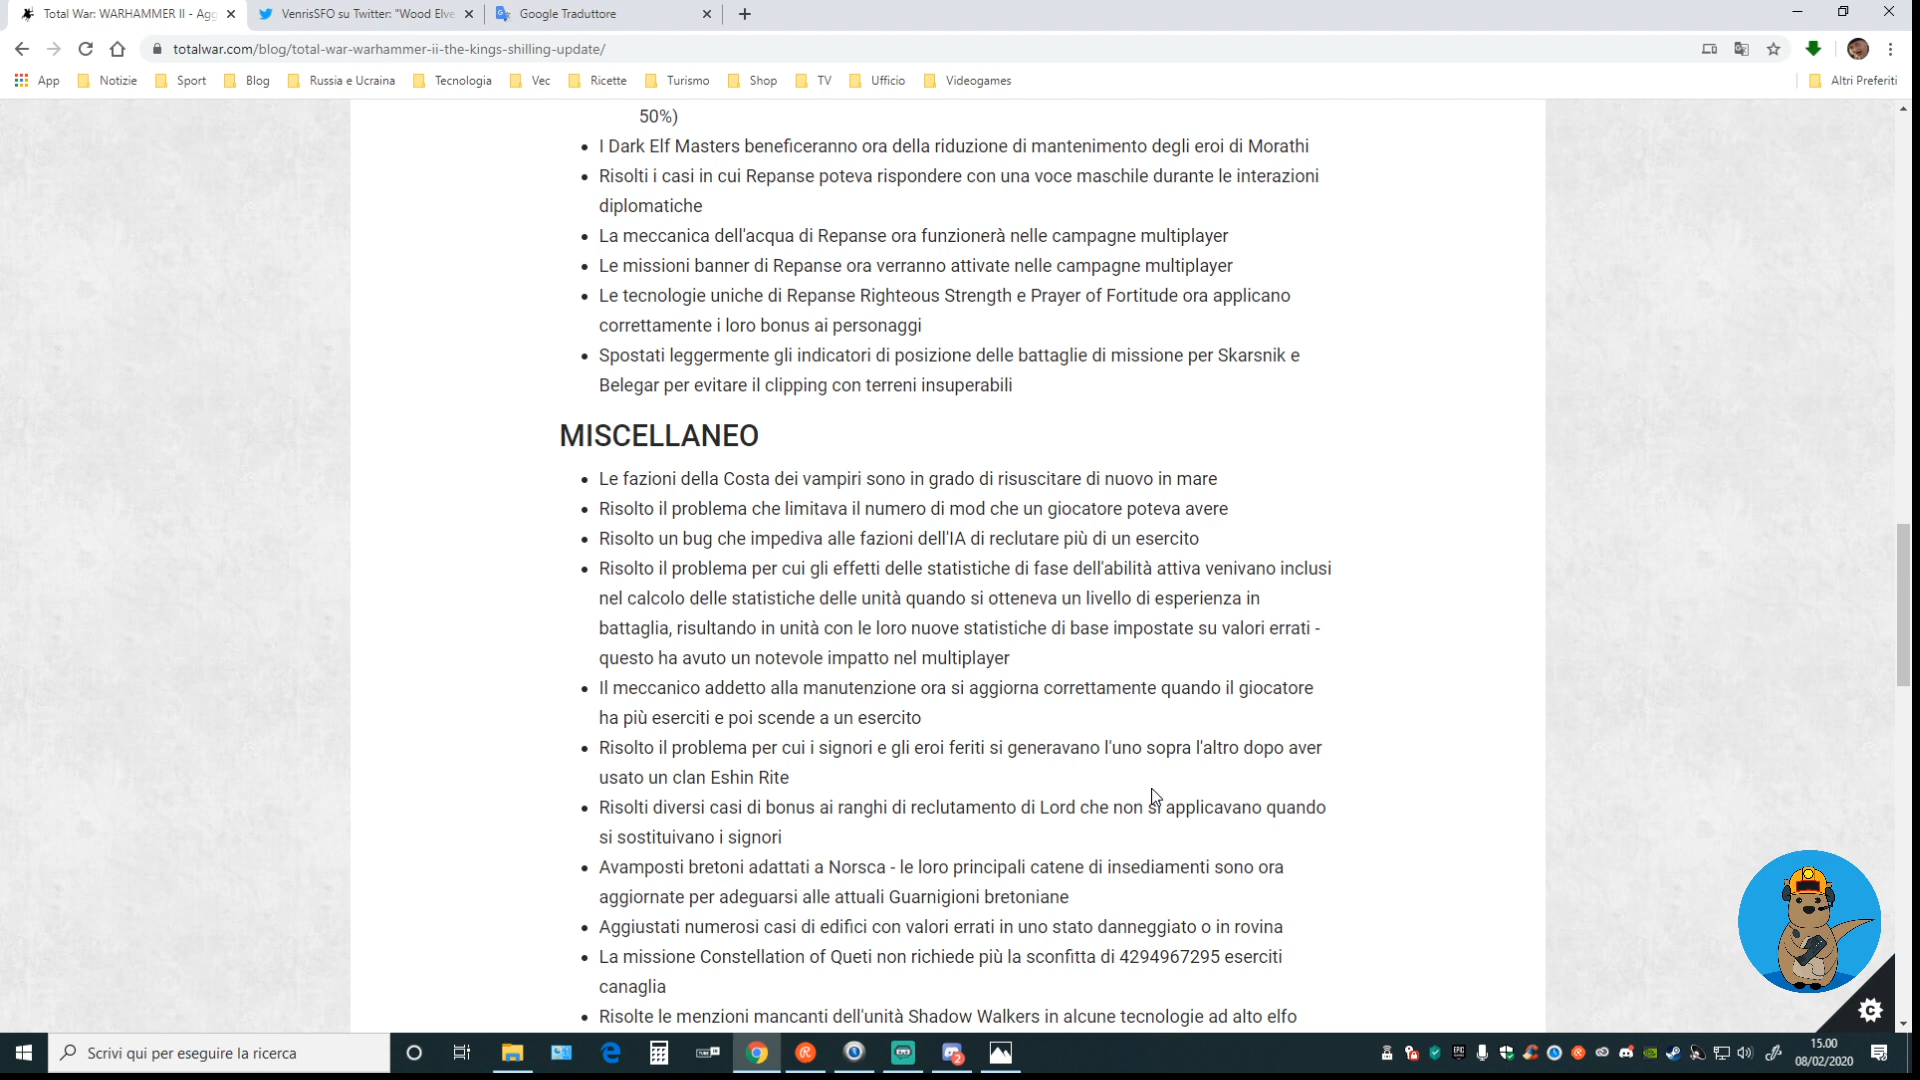 Total War: WARHAMMER II - Agg
VenrisSFO su Twitter: "Wood Elve
Google Traduttore
totalwar.com/blog/total-war-warhammer-ii-the-kings-shilling-update/
App
Notizie
Sport
Blog
Russia e Ucraina
Tecnologia
Vec
Ricette
Turismo
Shop
TV
Ufficio
Videogames
Altri Preferiti
50%)
• I Dark Elf Masters beneficeranno ora della riduzione di mantenimento degli eroi di Morathi
• Risolti i casi in cui Repanse poteva rispondere con una voce maschile durante le interazioni
diplomatiche
• La meccanica dell'acqua di Repanse ora funzionerà nelle campagne multiplayer
• Le missioni banner di Repanse ora verranno attivate nelle campagne multiplayer
• Le tecnologie uniche di Repanse Righteous Strength e Prayer of Fortitude ora applicano
correttamente i loro bonus ai personaggi
• Spostati leggermente gli indicatori di posizione delle battaglie di missione per Skarsnik e
Belegar per evitare il clipping con terreni insuperabili
MISCELLANEO
• Le fazioni della Costa dei vampiri sono in grado di risuscitare di nuovo in mare
• Risolto il problema che limitava il numero di mod che un giocatore poteva avere
• Risolto un bug che impediva alle fazioni dell'IA di reclutare più di un esercito
• Risolto il problema per cui gli effetti delle statistiche di fase dell'abilità attiva venivano inclusi
nel calcolo delle statistiche delle unità quando si otteneva un livello di esperienza in
battaglia, risultando in unità con le loro nuove statistiche di base impostate su valori errati -
questo ha avuto un notevole impatto nel multiplayer
• Il meccanico addetto alla manutenzione ora si aggiorna correttamente quando il giocatore
ha più eserciti e poi scende a un esercito
• Risolto il problema per cui i signori e gli eroi feriti si generavano l'uno sopra l'altro dopo aver
usato un clan Eshin Rite
• Risolti diversi casi di bonus ai ranghi di reclutamento di Lord che non si applicavano quando
si sostituivano i signori
• Avamposti bretoni adattati a Norsca - le loro principali catene di insediamenti sono ora
aggiornate per adeguarsi alle attuali Guarnigioni bretoniane
• Aggiustati numerosi casi di edifici con valori errati in uno stato danneggiato o in rovina
• La missione Constellation of Queti non richiede più la sconfitta di 4294967295 eserciti
canaglia
• Risolte le menzioni mancanti dell'unità Shadow Walkers in alcune tecnologie ad alto elfo
Scrivi qui per eseguire la ricerca
15.00
08/02/2020